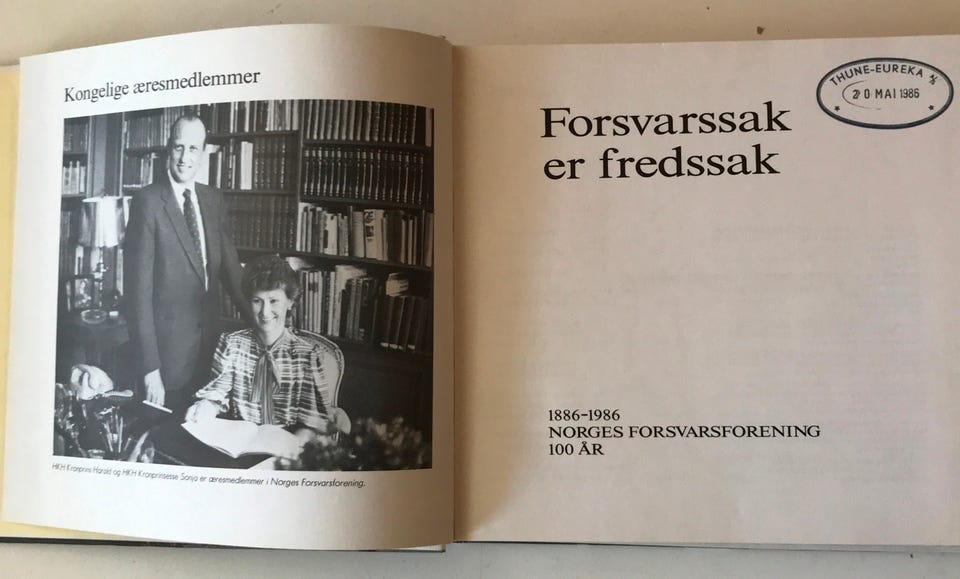 Kongelige æresmedlemmer
HKH Kronprins Harald og HKH Kronprinsesse Sonja er æresmedlemmer i Norges Forsvarsforening.
Forsvarssak
er fredssak
THUNE-EUREKA A/S
20 MAI 1986
1886-1986
NORGES FORSVARSFORENING
100 ÅR